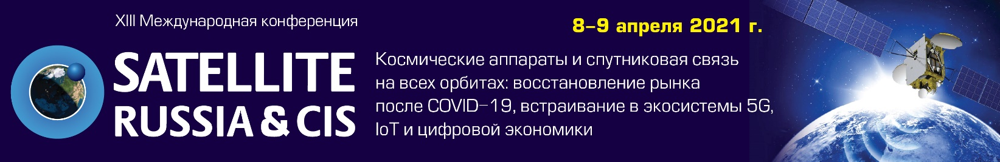 XIII Международная конференция
SATELLITE
RUSSIA & CIS
8–9 апреля 2021 г.
Космические аппараты и спутниковая связь
на всех орбитах: восстановление рынка
после COVID–19, встраивание в экосистемы 5G,
IoT и цифровой экономики